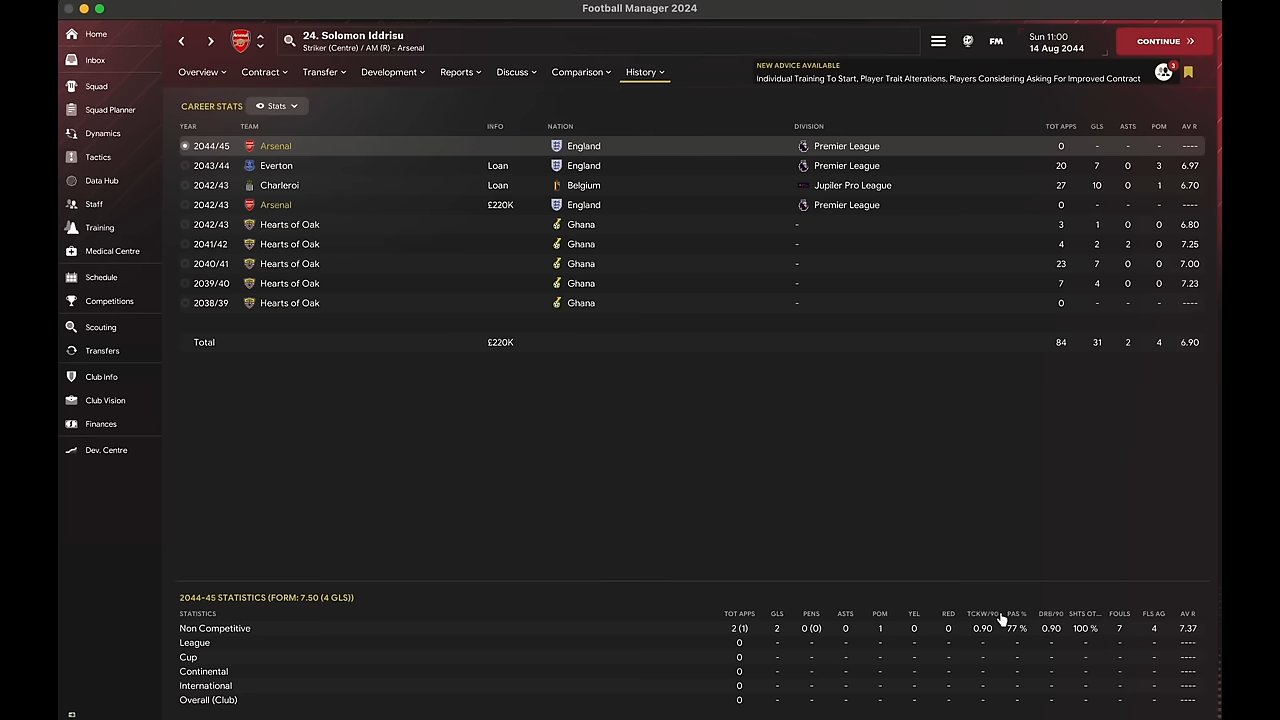 Football Manager 2024
Home
Inbox
Squad
Squad Planner
Dynamics
Tactics
Data Hub
Staff
Training
Medical Centre
Schedule
Competitions
Scouting
Transfers
Club Info
Club Vision
Finances
Dev. Centre
24. Solomon Iddrisu
Striker (Centre) / AM (R) - Arsenal
FM
Sun 11:00
14 Aug 2044
CONTINUE
Overview Contract Transfer Development Reports Discuss Comparison History
NEW ADVICE AVAILABLE
Individual Training To Start, Player Trait Alterations, Players Considering Asking For Improved Contract
3
CAREER STATS Stats
YEAR TEAM INFO NATION DIVISION TOT APPS GLS ASTS POM AV R
2044/45 Arsenal England Premier League 0 - - - ----
2043/44 Everton Loan England Premier League 20 7 0 3 6.97
2042/43 Charleroi Loan Belgium Jupiler Pro League 27 10 0 1 6.70
2042/43 Arsenal £220K England Premier League 0 - - - ----
2042/43 Hearts of Oak Ghana - 3 1 0 0 6.80
2041/42 Hearts of Oak Ghana - 4 2 2 0 7.25
2040/41 Hearts of Oak Ghana - 23 7 0 0 7.00
2039/40 Hearts of Oak Ghana - 7 4 0 0 7.23
2038/39 Hearts of Oak Ghana - 0 - - - ----
Total £220K 84 31 2 4 6.90
2044-45 STATISTICS (FORM: 7.50 (4 GLS))
STATISTICS TOT APPS GLS PENS ASTS POM YEL RED TCKW/90 PAS % DRB/90 SHTS OT... FOULS FLS AG AV R
Non Competitive 2 (1) 2 0 (0) 0 1 0 0 0.90 77 % 0.90 100 % 7 4 7.37
League 0 - - - - - - - - - - - - ----
Cup 0 - - - - - - - - - - - - ----
Continental 0 - - - - - - - - - - - - ----
International 0 - - - - - - - - - - - - ----
Overall (Club) 0 - - - - - - - - - - - - ----